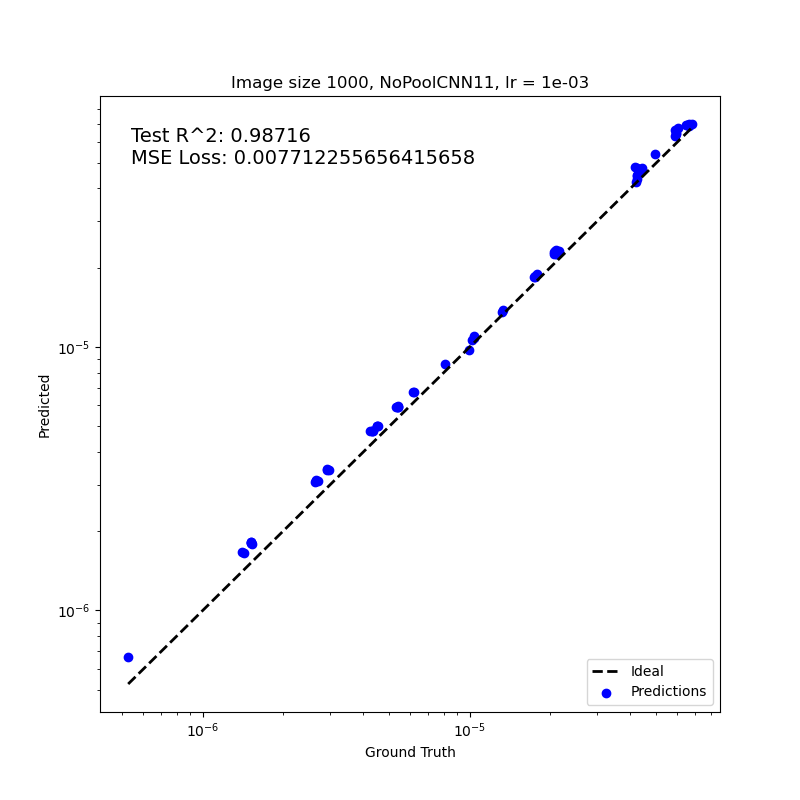 Image size 1000, NoPoolCNN11, lr = 1e-03
Test R^2: 0.98716
MSE Loss: 0.007712255656415658
10⁻⁵
Predicted
10⁻⁶
Ideal
Predictions
10⁻⁶
10⁻⁵
Ground Truth